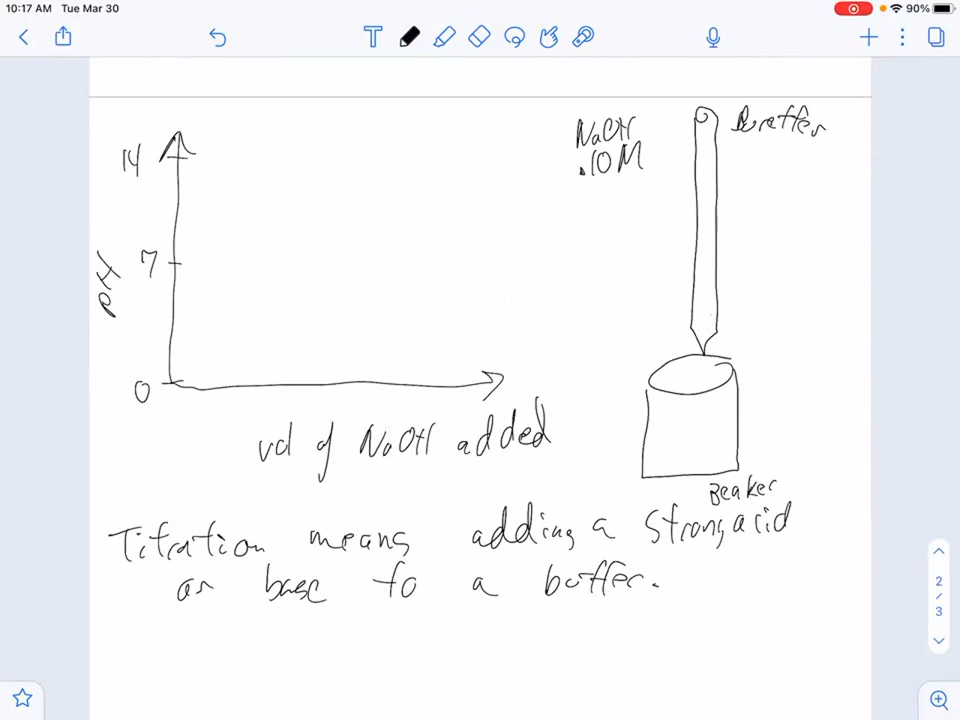 10:17 AM Tue Mar 30
90%
T
14
NaOH
.10M
7
pH
0
vol of NaOH added
Beaker
Titration means adding a strong acid
or base to a buffer.
2
/
3